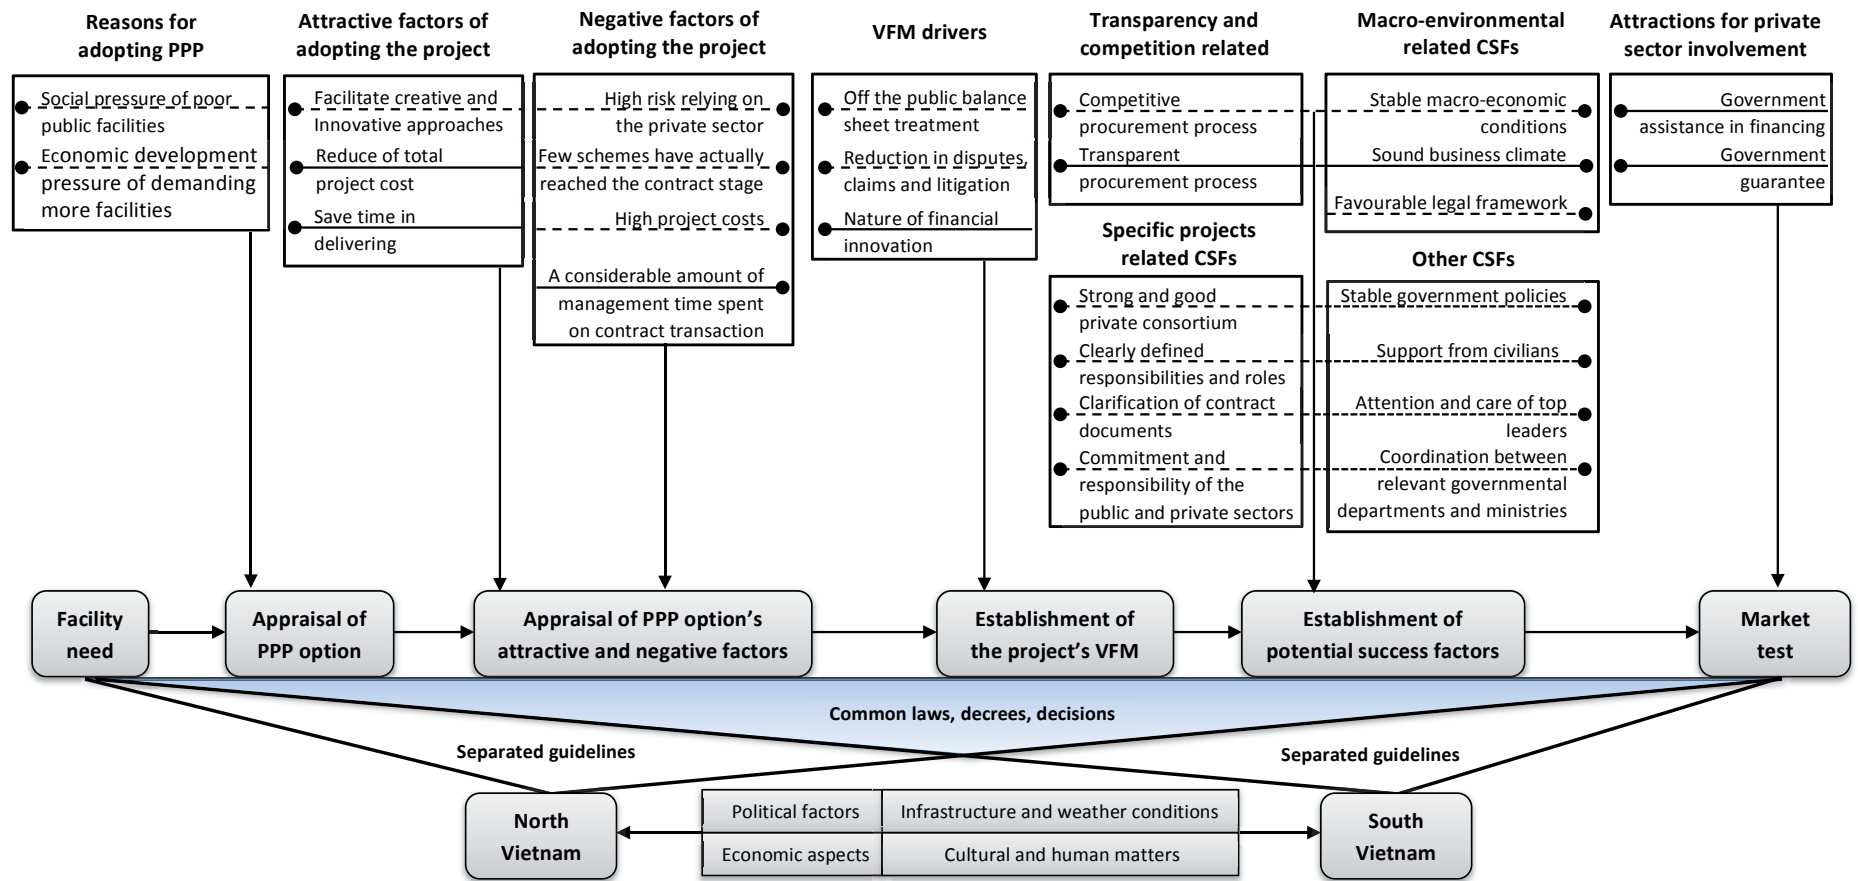 Reasons for
adopting PPP
Social pressure of poor
public facilities
Economic development
pressure of demanding
more facilities
Attractive factors of
adopting the project
Facilitate creative and
Innovative approaches
Reduce of total
project cost
Save time in
delivering
Negative factors of
adopting the project
High risk relying on
the private sector
Few schemes have actually
reached the contract stage
High project costs
A considerable amount of
management time spent
on contract transaction
VFM drivers
Off the public balance
sheet treatment
Reduction in disputes,
claims and litigation
Nature of financial
innovation
Transparency and
competition related
Competitive
procurement process
Transparent
procurement process
Specific projects
related CSFs
Strong and good
private consortium
Clearly defined
responsibilities and roles
Clarification of contract
documents
Commitment and
responsibility of the
public and private sectors
Macro-environmental
related CSFs
Stable macro-economic
conditions
Sound business climate
Favourable legal framework
Other CSFs
Stable government policies
Support from civilians
Attention and care of top
leaders
Coordination between
relevant governmental
departments and ministries
Attractions for private
sector involvement
Government
assistance in financing
Government
guarantee
Facility
need
Appraisal of
PPP option
Appraisal of PPP option’s
attractive and negative factors
Establishment of
the project’s VFM
Establishment of
potential success factors
Market
test
Common laws, decrees, decisions
Separated guidelines
Separated guidelines
North
Vietnam
Political factors
Infrastructure and weather conditions
Economic aspects
Cultural and human matters
South
Vietnam